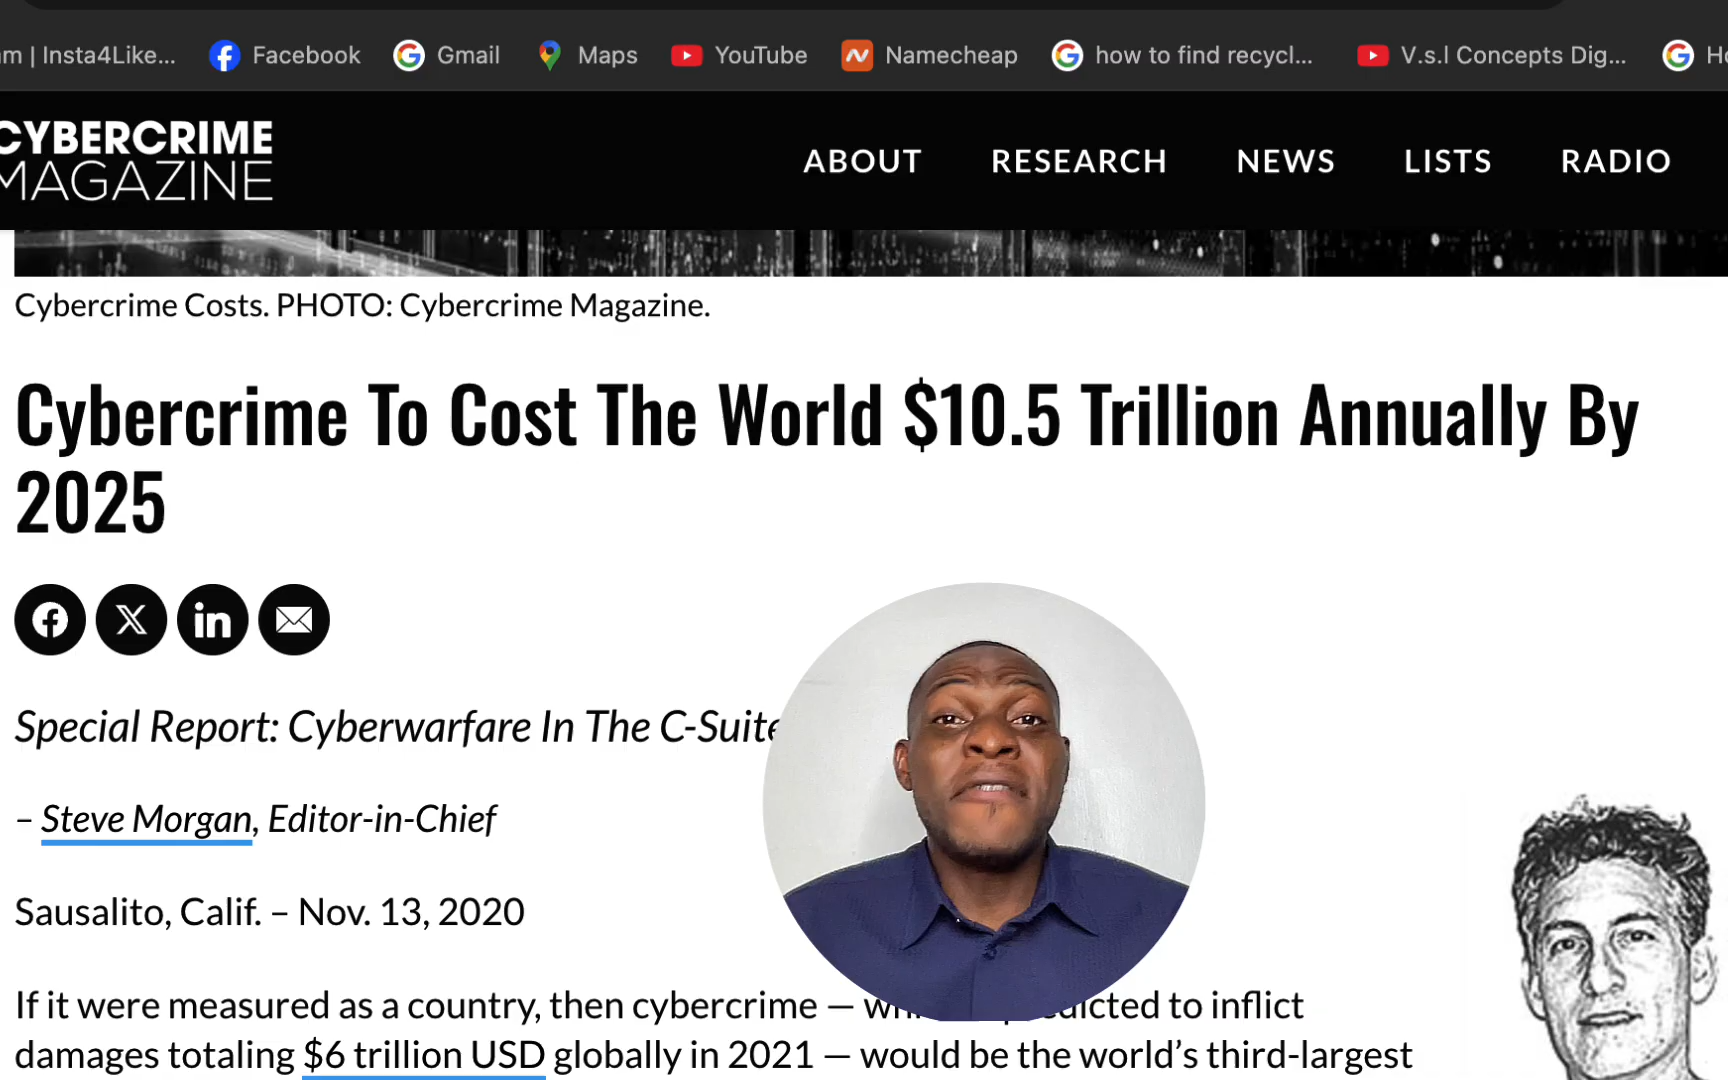 am | Insta4Like... Facebook Gmail Maps YouTube Namecheap how to find recycl... V.s.l Concepts Dig...
CYBERCRIME
MAGAZINE
ABOUT RESEARCH NEWS LISTS RADIO
Cybercrime Costs. PHOTO: Cybercrime Magazine.
Cybercrime To Cost The World $10.5 Trillion Annually By
2025
Special Report: Cyberwarfare In The C-Suite
– Steve Morgan, Editor-in-Chief
Sausalito, Calif. – Nov. 13, 2020
If it were measured as a country, then cybercrime — to inflict
damages totaling $6 trillion USD globally in 2021 — would be the world’s third-largest